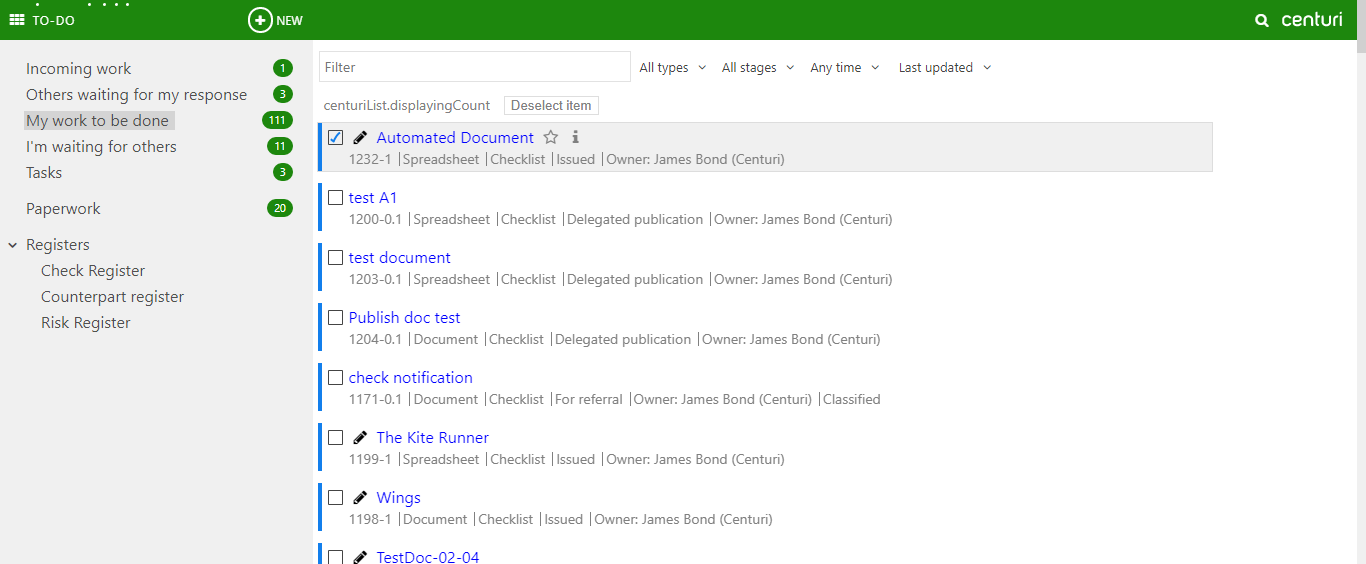 TO-DO
NEW
centuri
Incoming work 1
Others waiting for my response 3
My work to be done 111
I'm waiting for others 11
Tasks 3
Paperwork 20
Registers
Check Register
Counterpart register
Risk Register
Filter All types All stages Any time Last updated
centuriList.displayingCount Deselect item
Automated Document
1232-1 |Spreadsheet |Checklist |Issued |Owner: James Bond (Centuri)
test A1
1200-0.1 |Spreadsheet |Checklist |Delegated publication |Owner: James Bond (Centuri)
test document
1203-0.1 |Spreadsheet |Checklist |Delegated publication |Owner: James Bond (Centuri)
Publish doc test
1204-0.1 |Document |Checklist |Delegated publication |Owner: James Bond (Centuri)
check notification
1171-0.1 |Document |Checklist |For referral |Owner: James Bond (Centuri) |Classified
The Kite Runner
1199-1 |Spreadsheet |Checklist |Issued |Owner: James Bond (Centuri)
Wings
1198-1 |Document |Checklist |Issued |Owner: James Bond (Centuri)
TestDoc-02-04